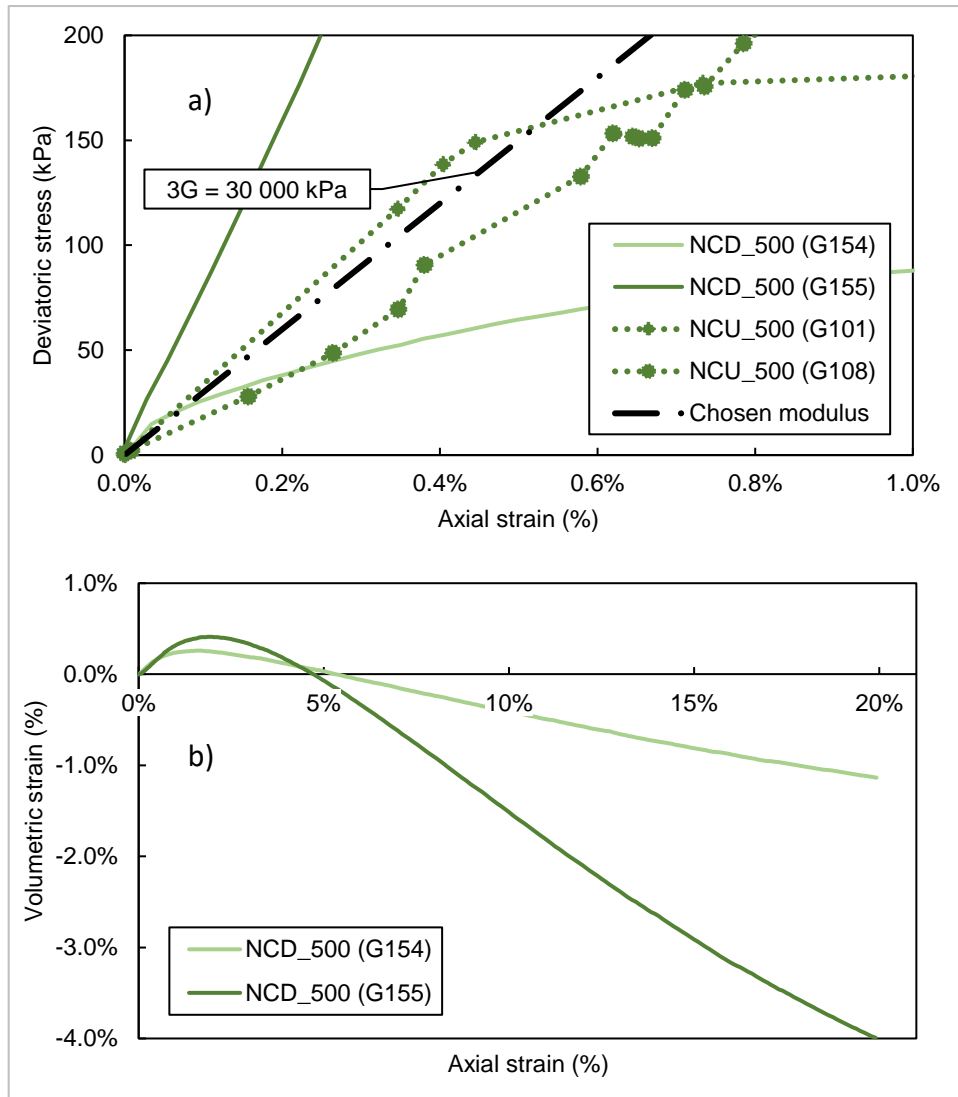 200
a)
150
3G = 30 000 kPa
100
50
0
Deviatoric stress (kPa)
NCD_500 (G154)
NCD_500 (G155)
NCU_500 (G101)
NCU_500 (G108)
Chosen modulus
0.0%
0.2%
0.4%
0.6%
0.8%
1.0%
Axial strain (%)
1.0%
0.0%
-1.0%
-2.0%
-3.0%
-4.0%
Volumetric strain (%)
0%
5%
10%
15%
20%
b)
NCD_500 (G154)
NCD_500 (G155)
Axial strain (%)